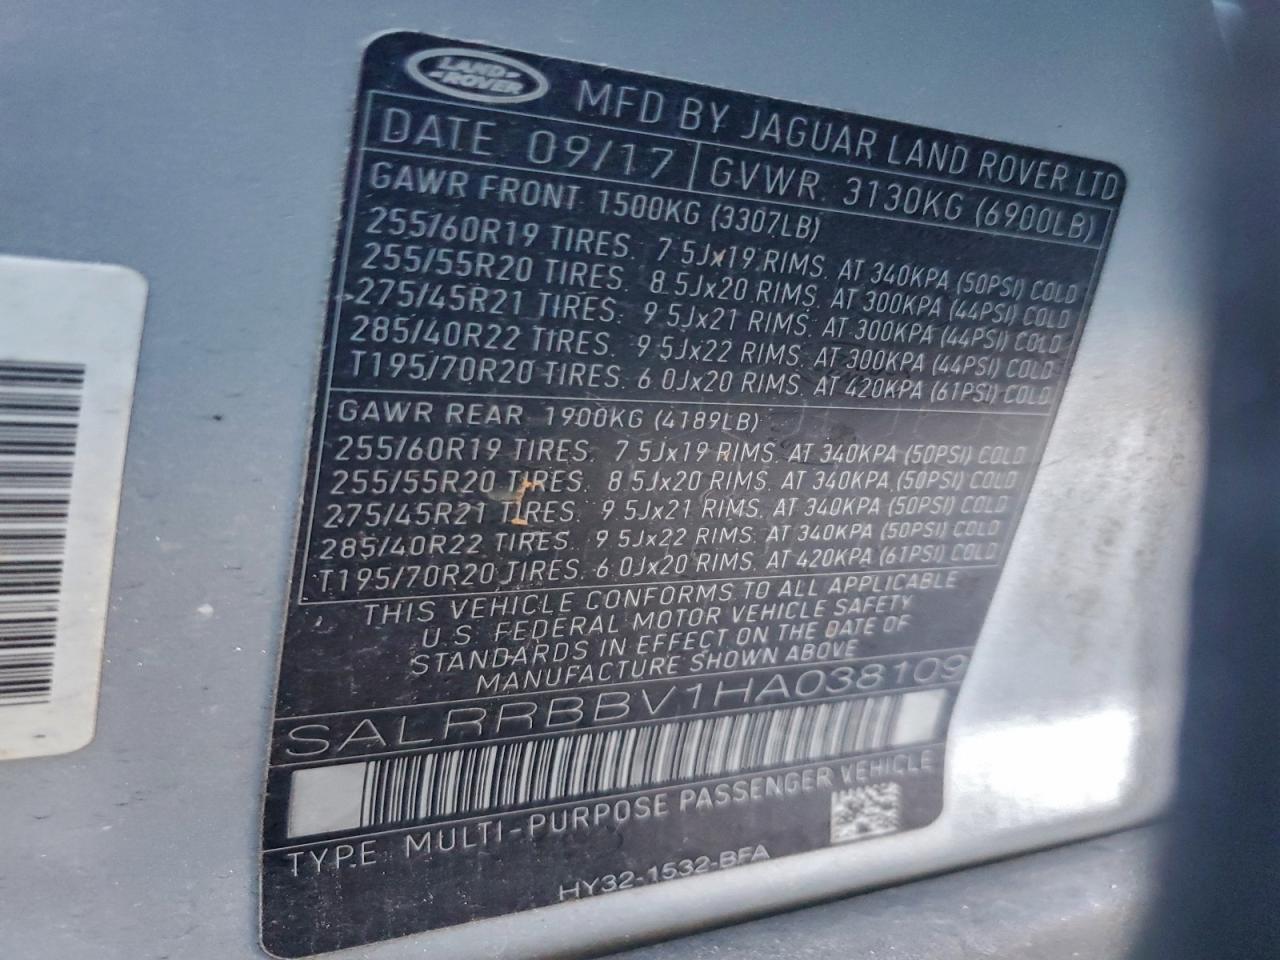 LAND ROVER
MFD BY JAGUAR LAND ROVER LTD
DATE 09/17 GVWR. 3130KG (6900LB)
GAWR FRONT 1500KG (3307LB)
255/60R19 TIRES. 7.5Jx19 RIMS. AT 340KPA (50PSI) COLD
255/55R20 TIRES. 8.5Jx20 RIMS. AT 300KPA (44PSI) COLD
275/45R21 TIRES. 9.5Jx21 RIMS. AT 300KPA (44PSI) COLD
285/40R22 TIRES. 9.5Jx22 RIMS. AT 300KPA (44PSI) COLD
T195/70R20 TIRES. 6.0Jx20 RIMS. AT 420KPA (61PSI) COLD
GAWR REAR 1900KG (4189LB)
255/60R19 TIRES. 7.5Jx19 RIMS. AT 340KPA (50PSI) COLD
255/55R20 TIRES. 8.5Jx20 RIMS. AT 340KPA (50PSI) COLD
275/45R21 TIRES. 9.5Jx21 RIMS. AT 340KPA (50PSI) COLD
285/40R22 TIRES. 9.5Jx22 RIMS. AT 340KPA (50PSI) COLD
T195/70R20 TIRES. 6.0Jx20 RIMS. AT 420KPA (61PSI) COLD
THIS VEHICLE CONFORMS TO ALL APPLICABLE
U.S. FEDERAL MOTOR VEHICLE SAFETY
STANDARDS IN EFFECT ON THE DATE OF
MANUFACTURE SHOWN ABOVE
SALRRBBV1HA038109
TYPE MULTI-PURPOSE PASSENGER VEHICLE
HY32-1532-BFA